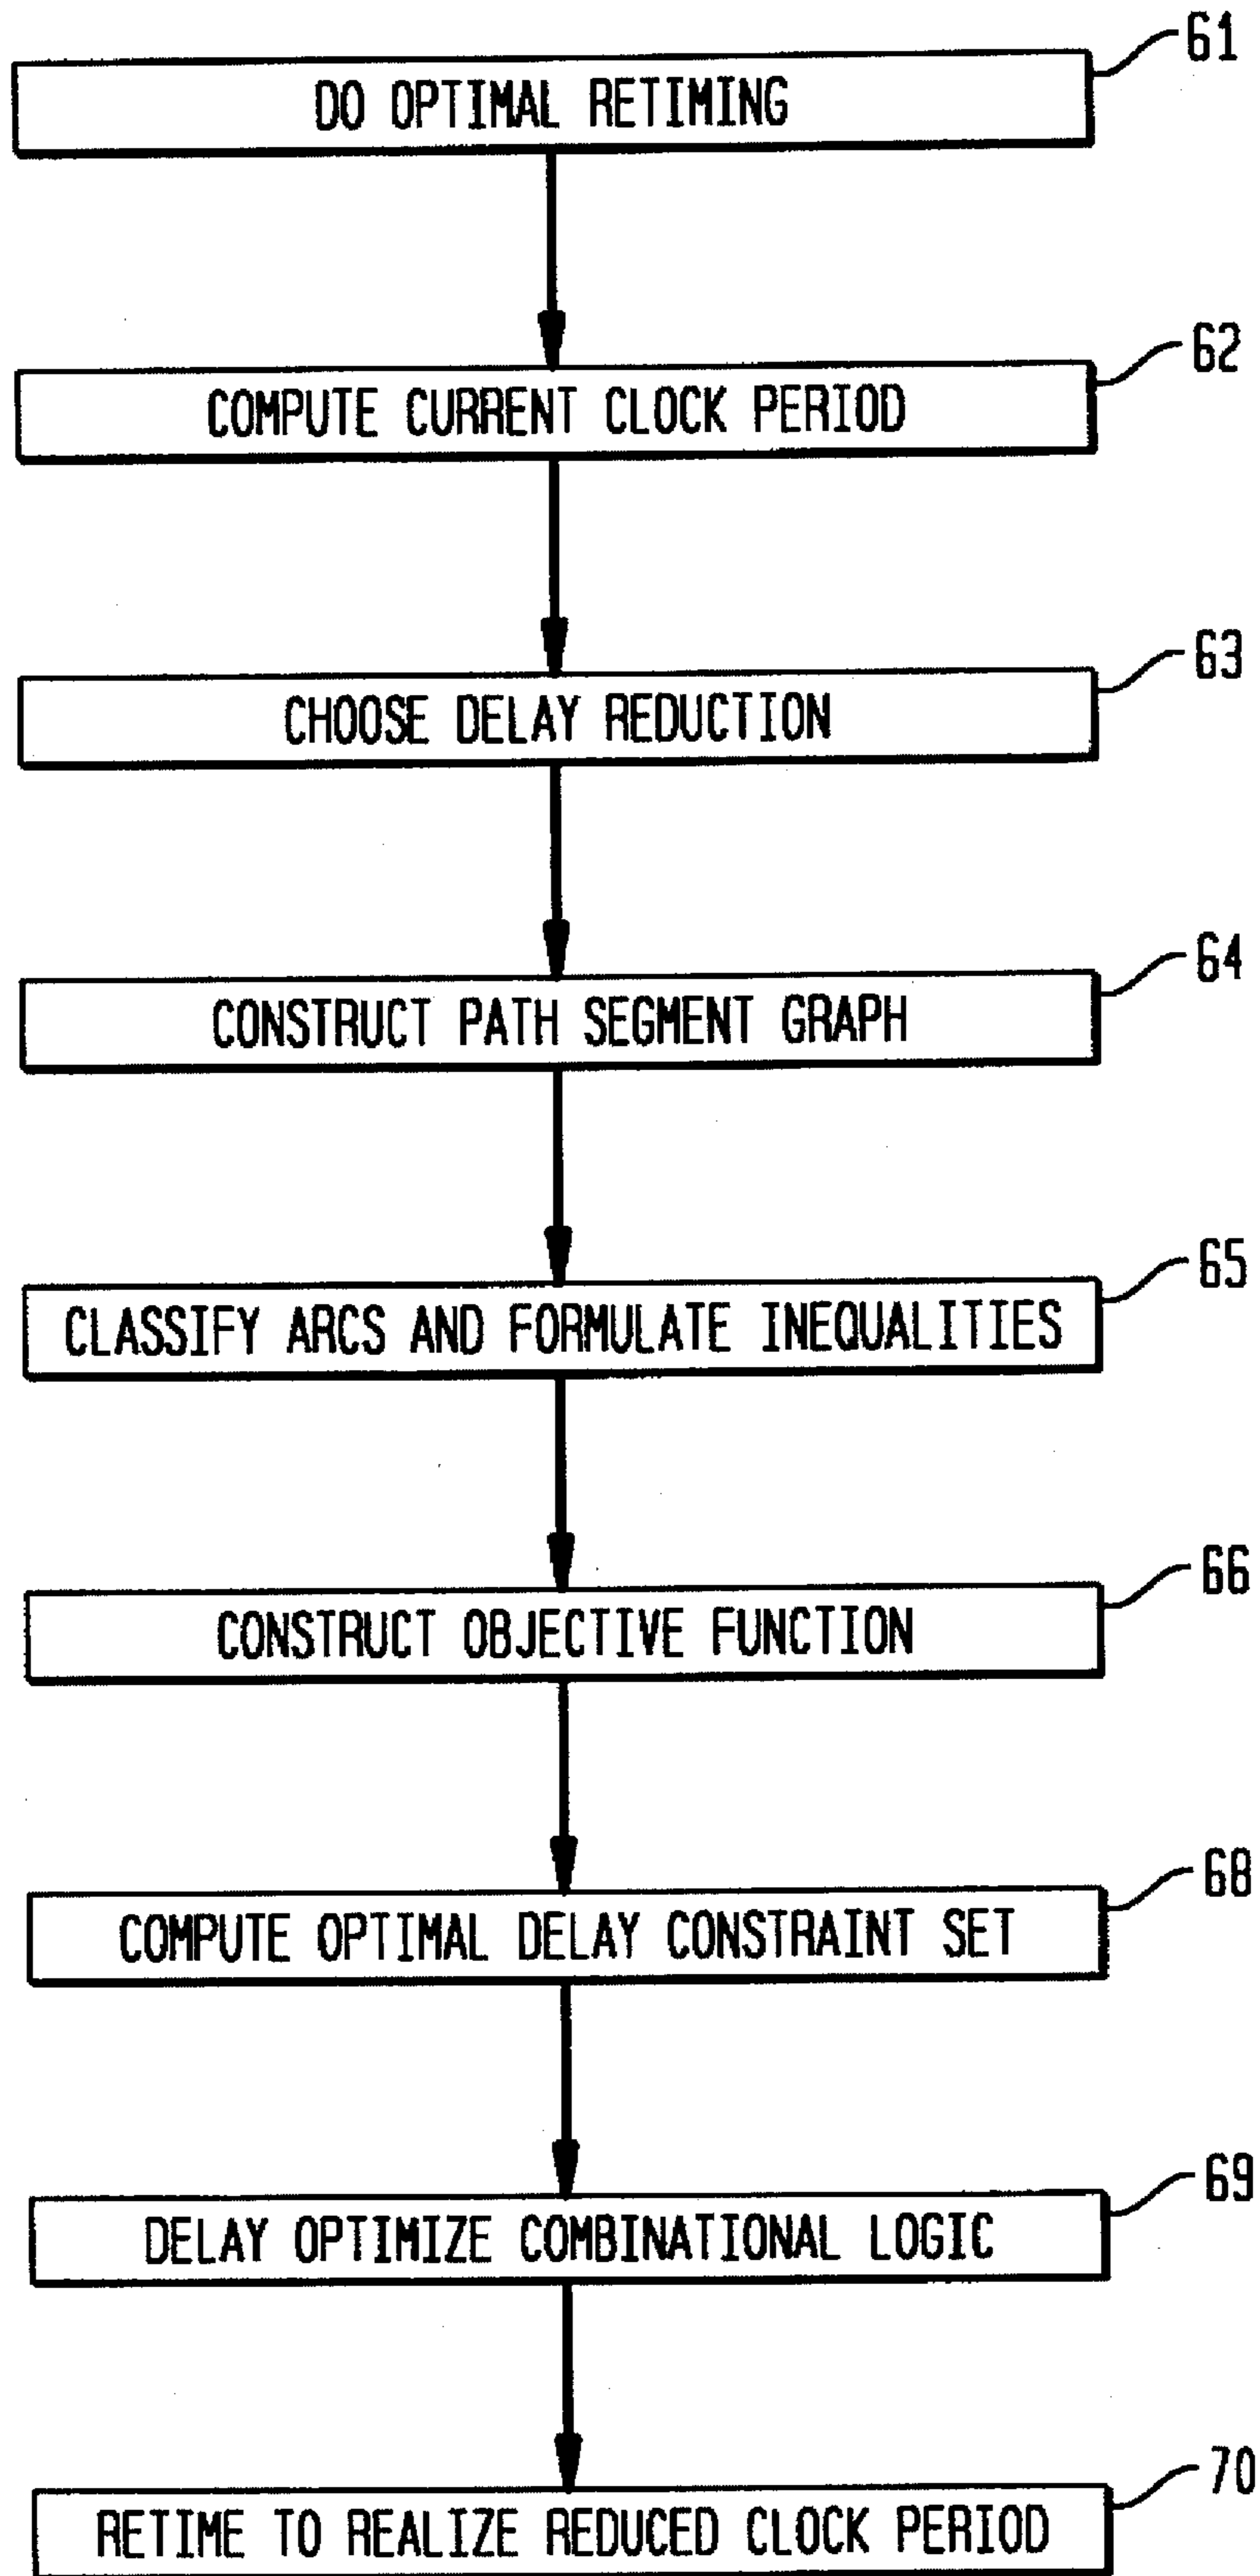 61
DO OPTIMAL RETIMING
62
COMPUTE CURRENT CLOCK PERIOD
63
CHOOSE DELAY REDUCTION
64
CONSTRUCT PATH SEGMENT GRAPH
65
CLASSIFY ARCS AND FORMULATE INEQUALITIES
66
CONSTRUCT OBJECTIVE FUNCTION
68
COMPUTE OPTIMAL DELAY CONSTRAINT SET
69
DELAY OPTIMIZE COMBINATIONAL LOGIC
70
RETIME TO REALIZE REDUCED CLOCK PERIOD